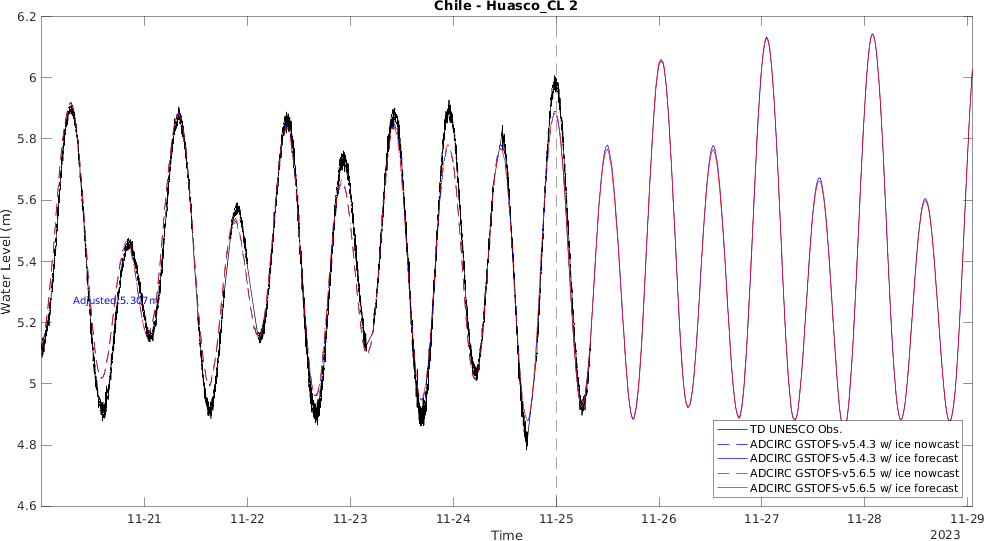 Chile - Huasco_CL 2
6.2
6
5.8
5.6
5.4
5.2
5
4.8
4.6
Water Level (m)
Adjusted:5.307m
TD UNESCO Obs.
ADCIRC GSTOFS-v5.4.3 w/ ice nowcast
ADCIRC GSTOFS-v5.4.3 w/ ice forecast
ADCIRC GSTOFS-v5.6.5 w/ ice nowcast
ADCIRC GSTOFS-v5.6.5 w/ ice forecast
11-21 11-22 11-23 11-24 11-25 11-26 11-27 11-28 11-29
Time
2023